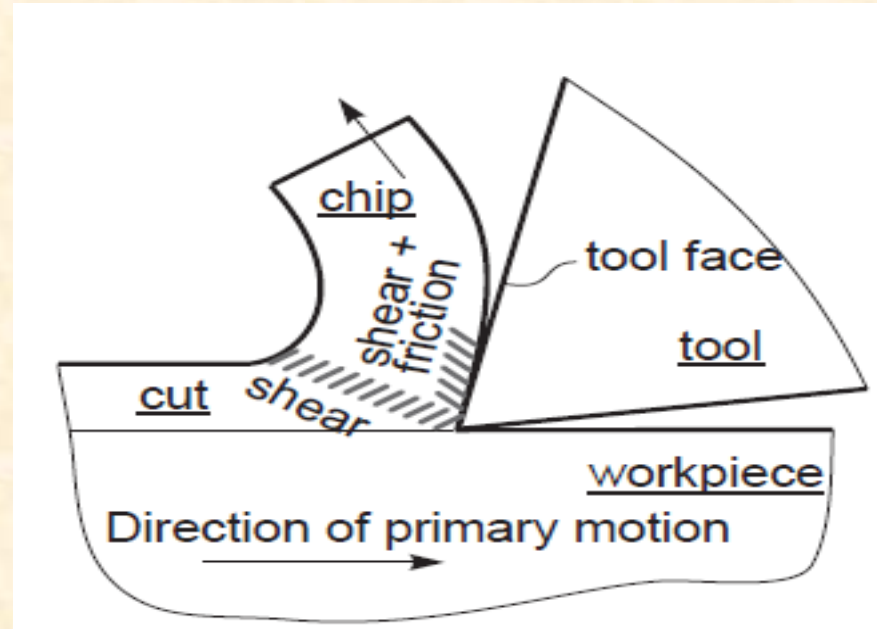 chip
shear +
friction
tool face
tool
cut
shear
workpiece
Direction of primary motion